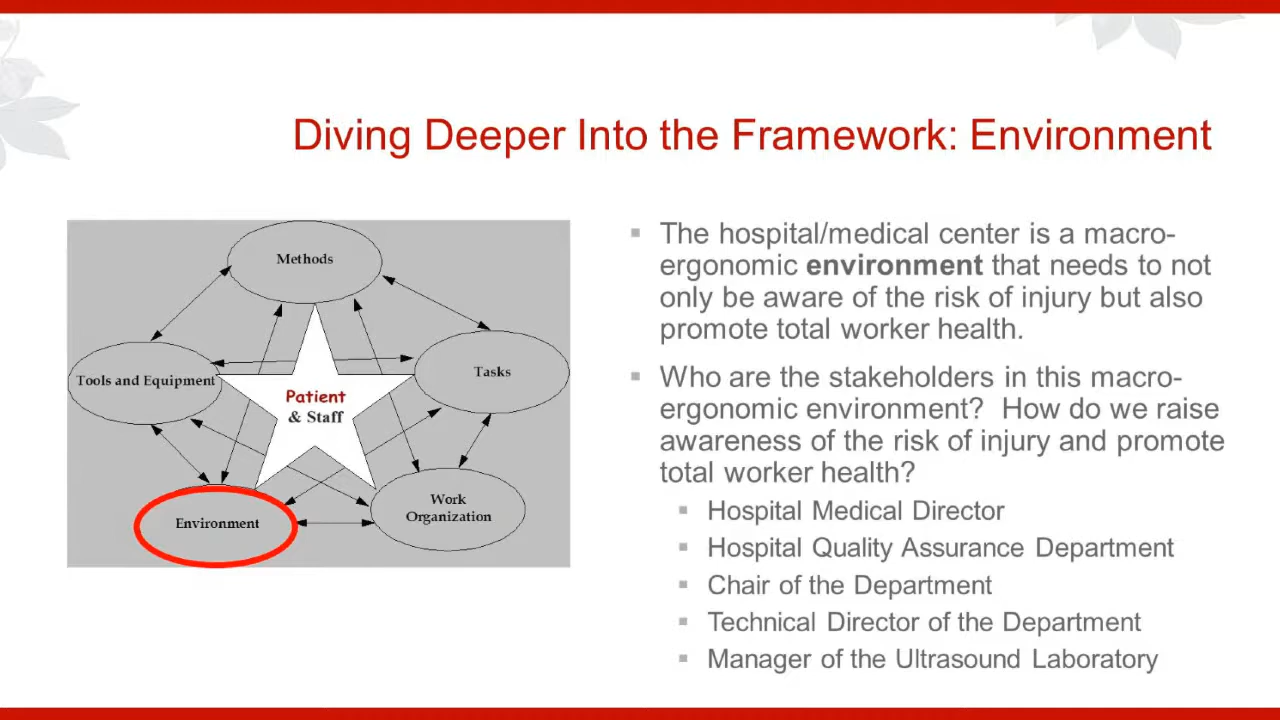 Diving Deeper Into the Framework: Environment
Methods
Tools and Equipment
Tasks
Patient
& Staff
Work
Organization
Environment
▪ The hospital/medical center is a macro-
ergonomic environment that needs to not
only be aware of the risk of injury but also
promote total worker health.
▪ Who are the stakeholders in this macro-
ergonomic environment?  How do we raise
awareness of the risk of injury and promote
total worker health?
▪ Hospital Medical Director
▪ Hospital Quality Assurance Department
▪ Chair of the Department
▪ Technical Director of the Department
▪ Manager of the Ultrasound Laboratory